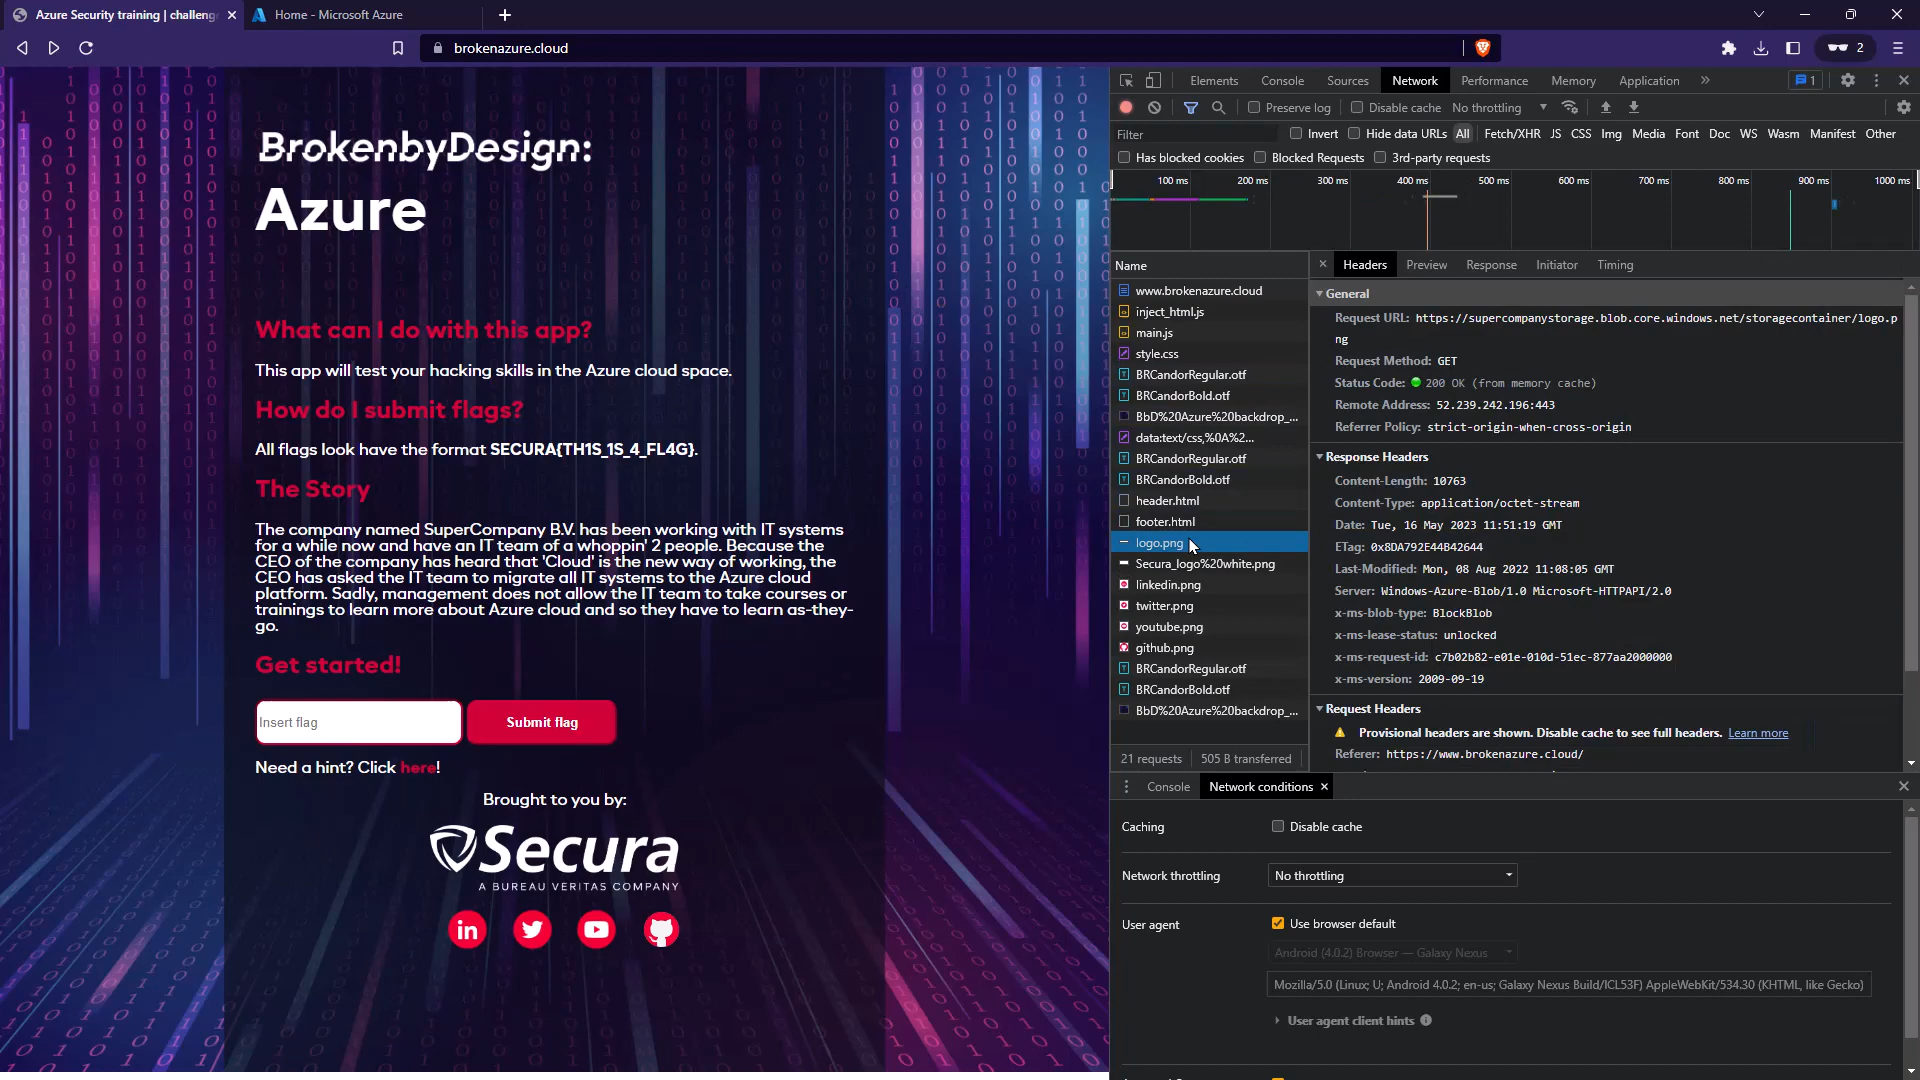 Azure Security training | challeng
Home - Microsoft Azure
brokenazure.cloud
2
BrokenbyDesign:
Azure
What can I do with this app?
This app will test your hacking skills in the Azure cloud space.
How do I submit flags?
All flags look have the format SECURA{TH1S_1S_4_FL4G}.
The Story
The company named SuperCompany B.V. has been working with IT systems
for a while now and have an IT team of a whoppin' 2 people. Because the
CEO of the company has heard that 'Cloud' is the new way of working, the
CEO has asked the IT team to migrate all IT systems to the Azure cloud
platform. Sadly, management does not allow the IT team to take courses or
trainings to learn more about Azure cloud and so they have to learn as-they-
go.
Get started!
Insert flag
Submit flag
Need a hint? Click here!
Brought to you by:
Secura
A BUREAU VERITAS COMPANY
Elements Console Sources Network Performance Memory Application » 1
Preserve log Disable cache No throttling
Filter Invert Hide data URLs All Fetch/XHR JS CSS Img Media Font Doc WS Wasm Manifest Other
Has blocked cookies Blocked Requests 3rd-party requests
100 ms 200 ms 300 ms 400 ms 500 ms 600 ms 700 ms 800 ms 900 ms 1000 ms
Name
www.brokenazure.cloud
inject_html.js
main.js
style.css
BRCandorRegular.otf
BRCandorBold.otf
BbD%20Azure%20backdrop_...
data:text/css,%0A%2...
BRCandorRegular.otf
BRCandorBold.otf
header.html
footer.html
logo.png
Secura_logo%20white.png
linkedin.png
twitter.png
youtube.png
github.png
BRCandorRegular.otf
BRCandorBold.otf
BbD%20Azure%20backdrop_...
21 requests 505 B transferred
Headers Preview Response Initiator Timing
General
Request URL: https://supercompanystorage.blob.core.windows.net/storagecontainer/logo.p
ng
Request Method: GET
Status Code: 200 OK (from memory cache)
Remote Address: 52.239.242.196:443
Referrer Policy: strict-origin-when-cross-origin
Response Headers
Content-Length: 10763
Content-Type: application/octet-stream
Date: Tue, 16 May 2023 11:51:19 GMT
ETag: 0x8DA792E44B42644
Last-Modified: Mon, 08 Aug 2022 11:08:05 GMT
Server: Windows-Azure-Blob/1.0 Microsoft-HTTPAPI/2.0
x-ms-blob-type: BlockBlob
x-ms-lease-status: unlocked
x-ms-request-id: c7b02b82-e01e-010d-51ec-877aa2000000
x-ms-version: 2009-09-19
Request Headers
Provisional headers are shown. Disable cache to see full headers. Learn more
Referer: https://www.brokenazure.cloud/
Console Network conditions
Caching Disable cache
Network throttling No throttling
User agent Use browser default
Android (4.0.2) Browser — Galaxy Nexus
Mozilla/5.0 (Linux; U; Android 4.0.2; en-us; Galaxy Nexus Build/ICL53F) AppleWebKit/534.30 (KHTML, like Gecko)
User agent client hints